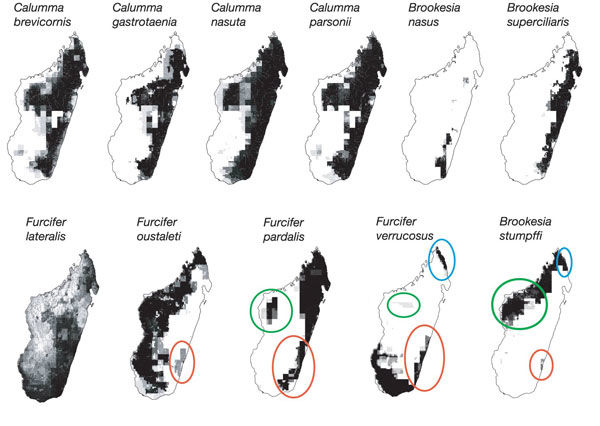 Calumma brevicornis
Calumma gastrotaenia
Calumma nasuta
Calumma parsonii
Brookesia nasus
Brookesia superciliaris
Furcifer lateralis
Furcifer oustaleti
Furcifer pardalis
Furcifer verrucosus
Brookesia stumpffi